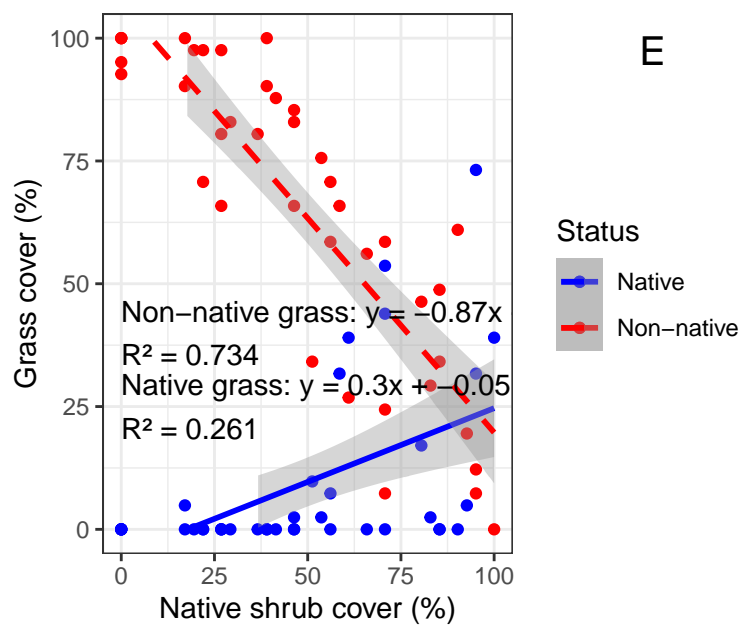 E
100
75
50
25
0
Grass cover (%)
Non−native grass: y = −0.87x
R² = 0.734
Native grass: y = 0.3x + −0.05
R² = 0.261
0
25
50
75
100
Native shrub cover (%)
Status
Native
Non−native